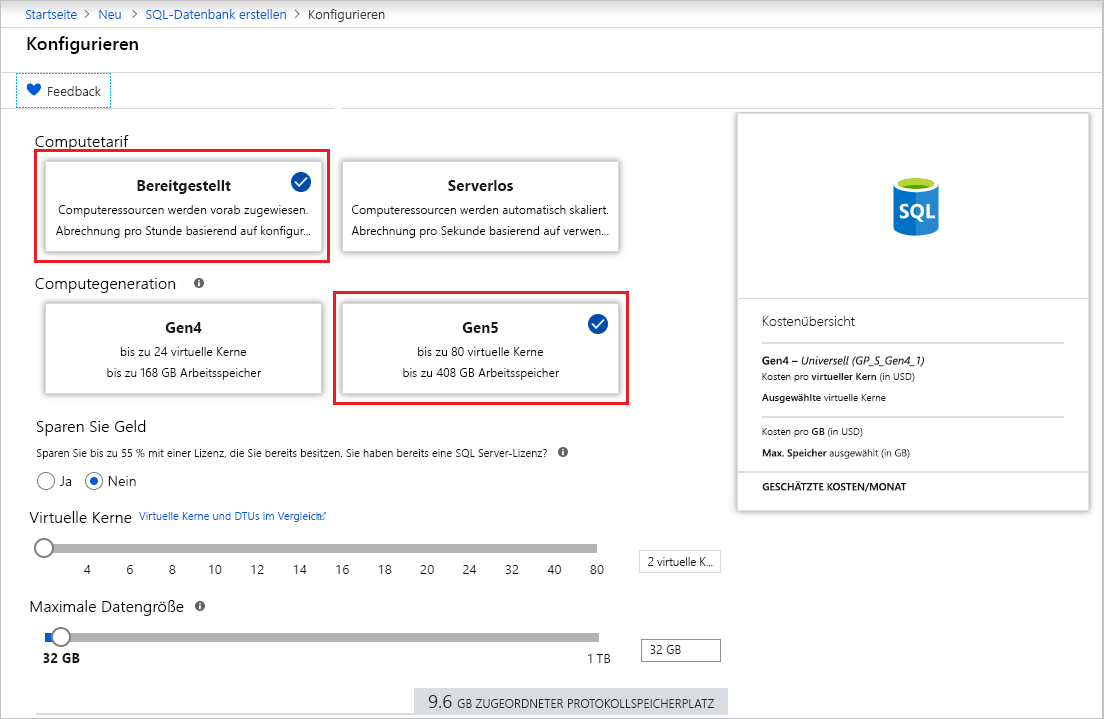 Startseite > Neu > SQL-Datenbank erstellen > Konfigurieren
Konfigurieren
Feedback
Computetarif
Bereitgestellt
Computeressourcen werden vorab zugewiesen.
Abrechnung pro Stunde basierend auf konfigur...
Serverlos
Computeressourcen werden automatisch skaliert.
Abrechnung pro Sekunde basierend auf verwen...
Computegeneration
Gen4
bis zu 24 virtuelle Kerne
bis zu 168 GB Arbeitsspeicher
Gen5
bis zu 80 virtuelle Kerne
bis zu 408 GB Arbeitsspeicher
Sparen Sie Geld
Sparen Sie bis zu 55 % mit einer Lizenz, die Sie bereits besitzen. Sie haben bereits eine SQL Server-Lizenz?
Ja Nein
Virtuelle Kerne Virtuelle Kerne und DTUs im Vergleich
4 6 8 10 12 14 16 18 20 24 32 40 80
2 virtuelle K...
Maximale Datengröße
32 GB 1 TB
32 GB
9.6 GB ZUGEORDNETER PROTOKOLLSPEICHERPLATZ
SQL
Kostenübersicht
Gen4 – Universell (GP_S_Gen4_1)
Kosten pro virtueller Kern (in USD)
Ausgewählte virtuelle Kerne
Kosten pro GB (in USD)
Max. Speicher ausgewählt (in GB)
GESCHÄTZTE KOSTEN/MONAT